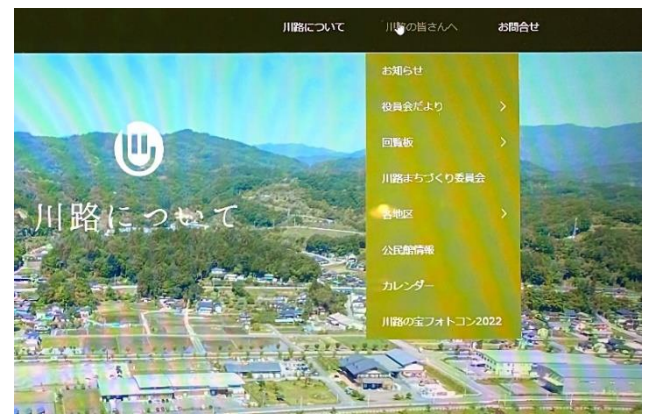 川路について
川路の皆さんへ
お問合せ
お知らせ
役員会だより
回覧板
川路まちづくり委員会
各地区
公民館情報
カレンダー
川路の宝フォトコン2022
川路について